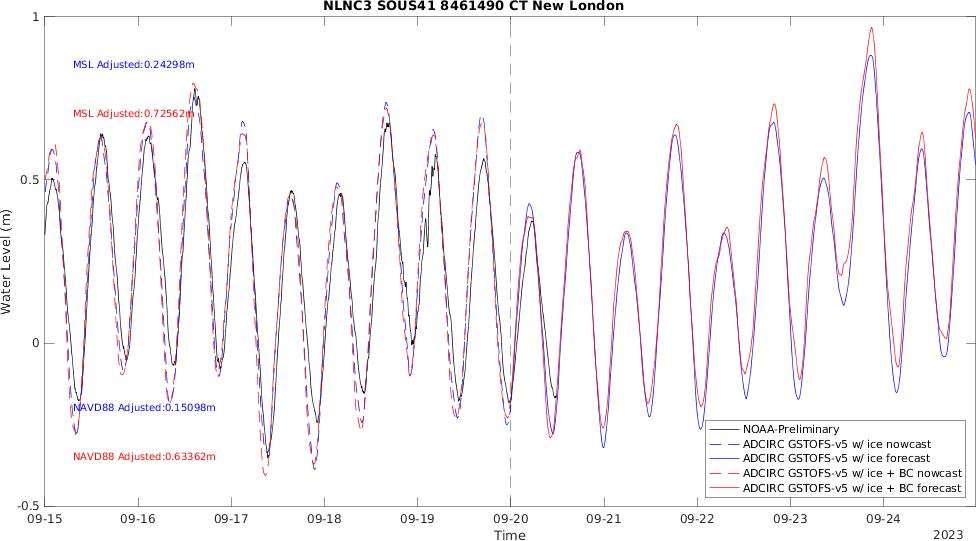 NLNC3 SOUS41 8461490 CT New London
1
MSL Adjusted:0.24298m
MSL Adjusted:0.72562m
0.5
Water Level (m)
0
NAVD88 Adjusted:0.15098m
NAVD88 Adjusted:0.63362m
NOAA-Preliminary
ADCIRC GSTOFS-v5 w/ ice nowcast
ADCIRC GSTOFS-v5 w/ ice forecast
ADCIRC GSTOFS-v5 w/ ice + BC nowcast
ADCIRC GSTOFS-v5 w/ ice + BC forecast
-0.5
09-15 09-16 09-17 09-18 09-19 09-20 09-21 09-22 09-23 09-24
Time
2023